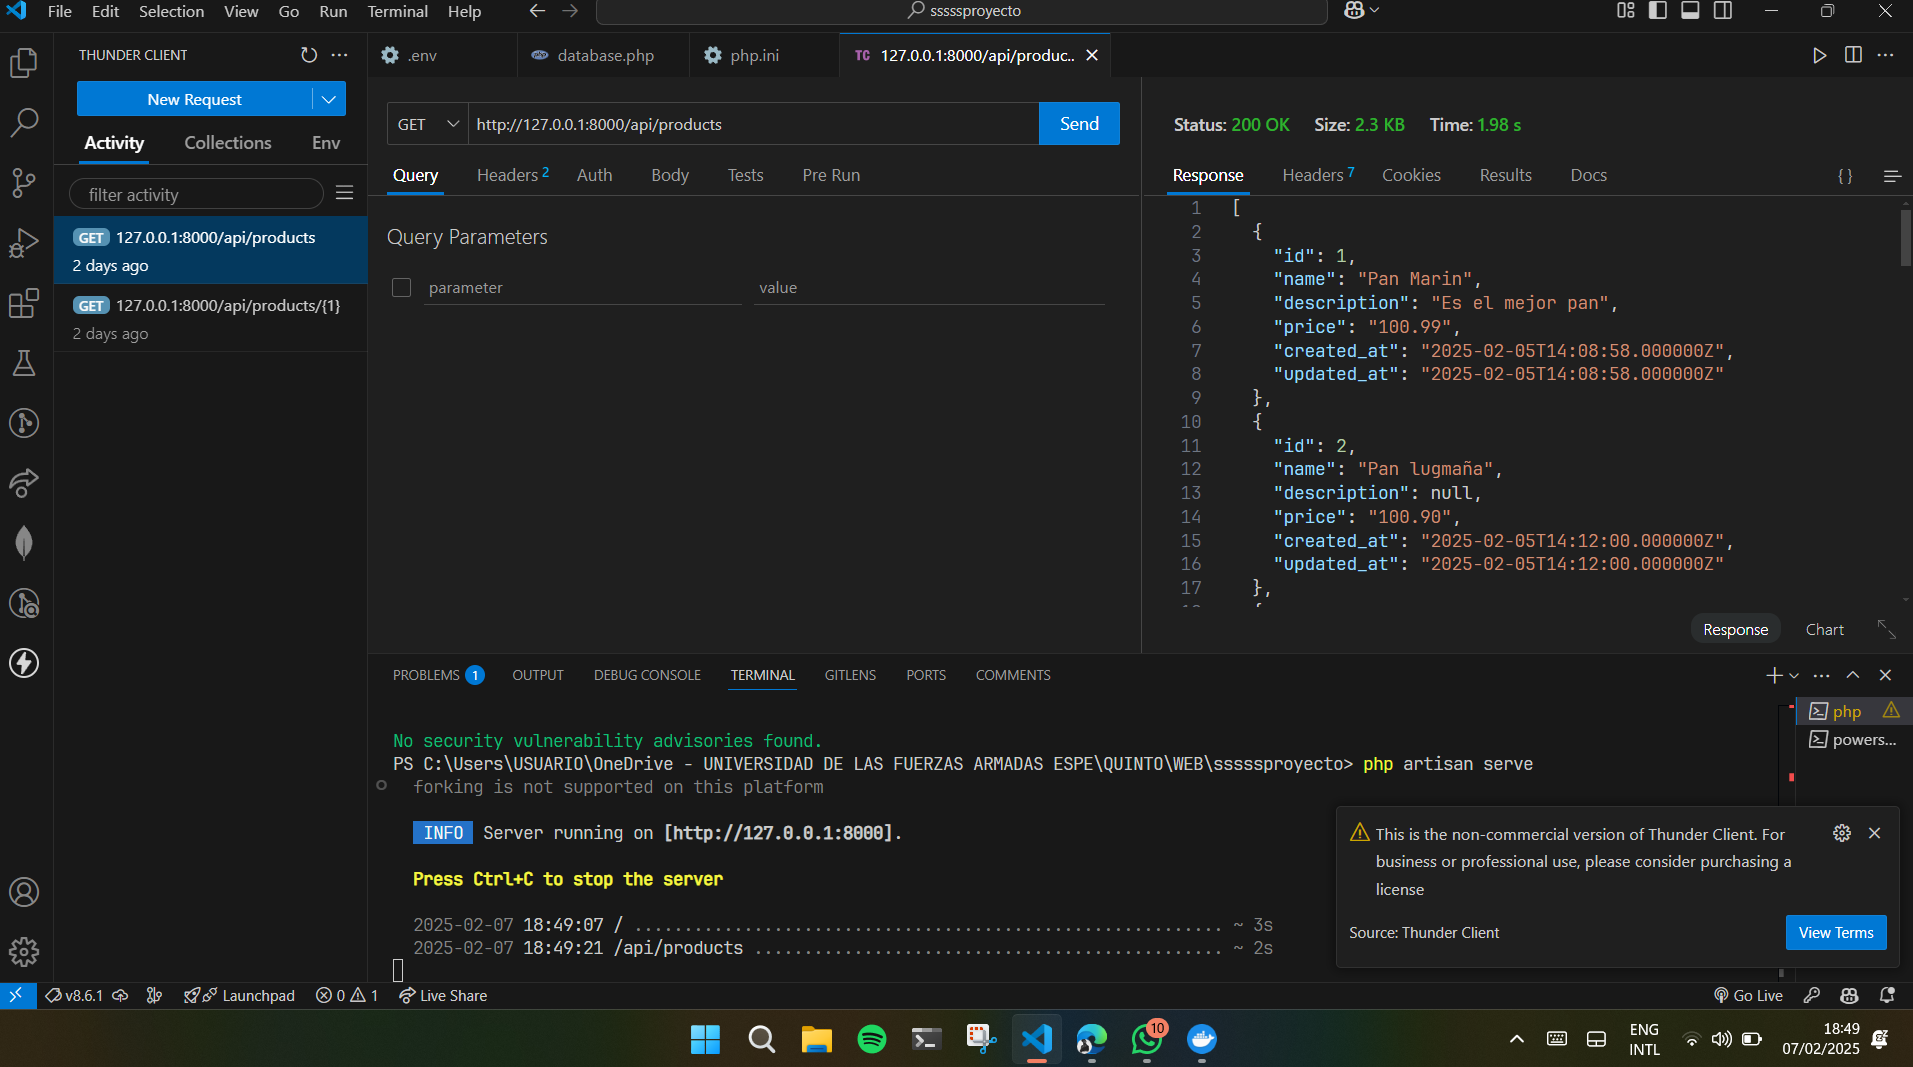 File Edit Selection View Go Run Terminal Help
sssssproyecto
THUNDER CLIENT
New Request
Activity Collections Env
filter activity
GET 127.0.0.1:8000/api/products
2 days ago
GET 127.0.0.1:8000/api/products/{1}
2 days ago
.env
database.php
php.ini
TC 127.0.0.1:8000/api/produc..
GET http://127.0.0.1:8000/api/products Send
Query Headers 2 Auth Body Tests Pre Run
Query Parameters
parameter value
Status: 200 OK Size: 2.3 KB Time: 1.98 s
Response Headers 7 Cookies Results Docs {}
1 [
2 {
3 "id": 1,
4 "name": "Pan Marin",
5 "description": "Es el mejor pan",
6 "price": "100.99",
7 "created_at": "2025-02-05T14:08:58.000000Z",
8 "updated_at": "2025-02-05T14:08:58.000000Z"
9 },
10 {
11 "id": 2,
12 "name": "Pan lugmaña",
13 "description": null,
14 "price": "100.90",
15 "created_at": "2025-02-05T14:12:00.000000Z",
16 "updated_at": "2025-02-05T14:12:00.000000Z"
17 },
Response Chart
PROBLEMS 1 OUTPUT DEBUG CONSOLE TERMINAL GITLENS PORTS COMMENTS
php
powers...
No security vulnerability advisories found.
PS C:\Users\USUARIO\OneDrive - UNIVERSIDAD DE LAS FUERZAS ARMADAS ESPE\QUINTO\WEB\sssssproyecto> php artisan serve
forking is not supported on this platform
INFO Server running on [http://127.0.0.1:8000].
Press Ctrl+C to stop the server
2025-02-07 18:49:07 / ........................................................... ~ 3s
2025-02-07 18:49:21 /api/products ............................................... ~ 2s
This is the non-commercial version of Thunder Client. For
business or professional use, please consider purchasing a
license
Source: Thunder Client
View Terms
v8.6.1 Launchpad 0 1 Live Share Go Live
10
ENG
INTL
18:49
07/02/2025